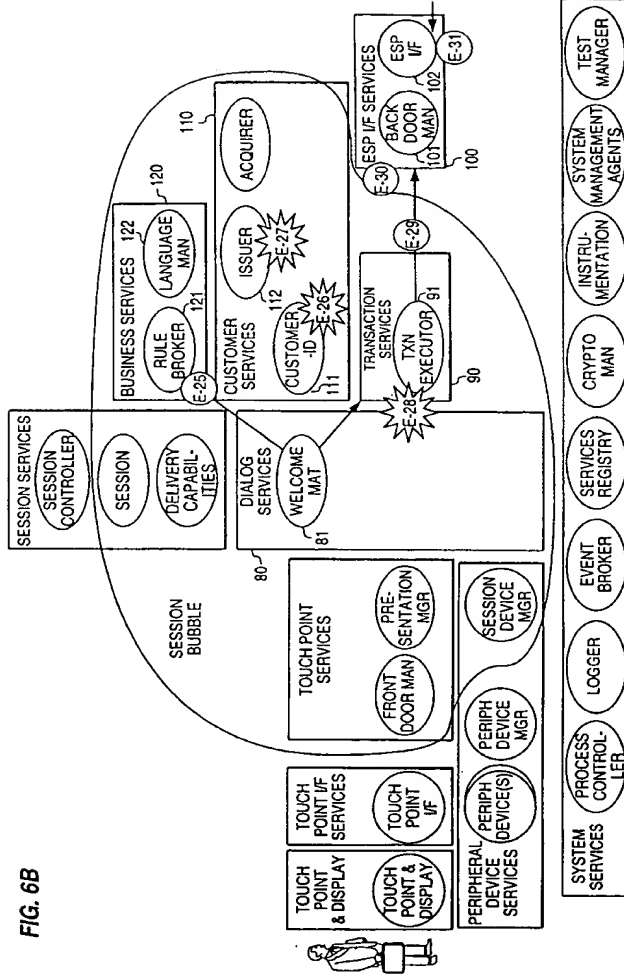 FIG. 6B
SESSION SERVICES
SESSION
CONTROLLER
SESSION
DELIVERY
CAPABIL-
ITIES
SESSION
BUBBLE
BUSINESS SERVICES
120
RULE
BROKER
121
LANGUAGE
MAN
122
E-25
CUSTOMER
SERVICES
110
CUSTOMER
-ID
111
E-26
ISSUER
112
E-27
ACQUIRER
DIALOG
SERVICES
80
WELCOME
MAT
81
TRANSACTION
SERVICES
TXN
EXECUTOR
91
90
E-28
E-29
E-30
ESP I/F SERVICES
BACK
DOOR
MAN
101
ESP
I/F
102
E-31
100
TOUCH
POINT
& DISPLAY
TOUCH
POINT &
DISPLAY
TOUCH
POINT I/F
SERVICES
TOUCH
POINT
I/F
TOUCH POINT
SERVICES
FRONT
DOOR MAN
PRE-
SENTATION
MGR
PERIPHERAL
DEVICE
SERVICES
PERIPH
DEVICE(S)
PERIPH
DEVICE
MGR
SESSION
DEVICE
MGR
SYSTEM
SERVICES
PROCESS
CONTROL-
LER
LOGGER
EVENT
BROKER
SERVICES
REGISTRY
CRYPTO
MAN
INSTRU-
MENTATION
SYSTEM
MANAGEMENT
AGENTS
TEST
MANAGER